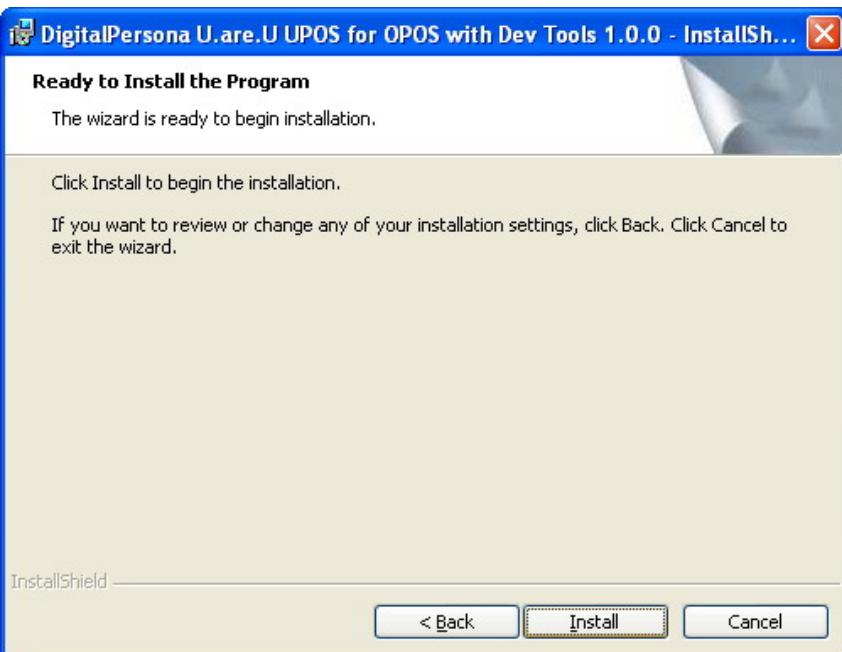 DigitalPersona U.are.U UPOS for OPOS with Dev Tools 1.0.0 - InstallSh...
Ready to Install the Program
The wizard is ready to begin installation.
Click Install to begin the installation.
If you want to review or change any of your installation settings, click Back. Click Cancel to
exit the wizard.
InstallShield
< Back
Install
Cancel